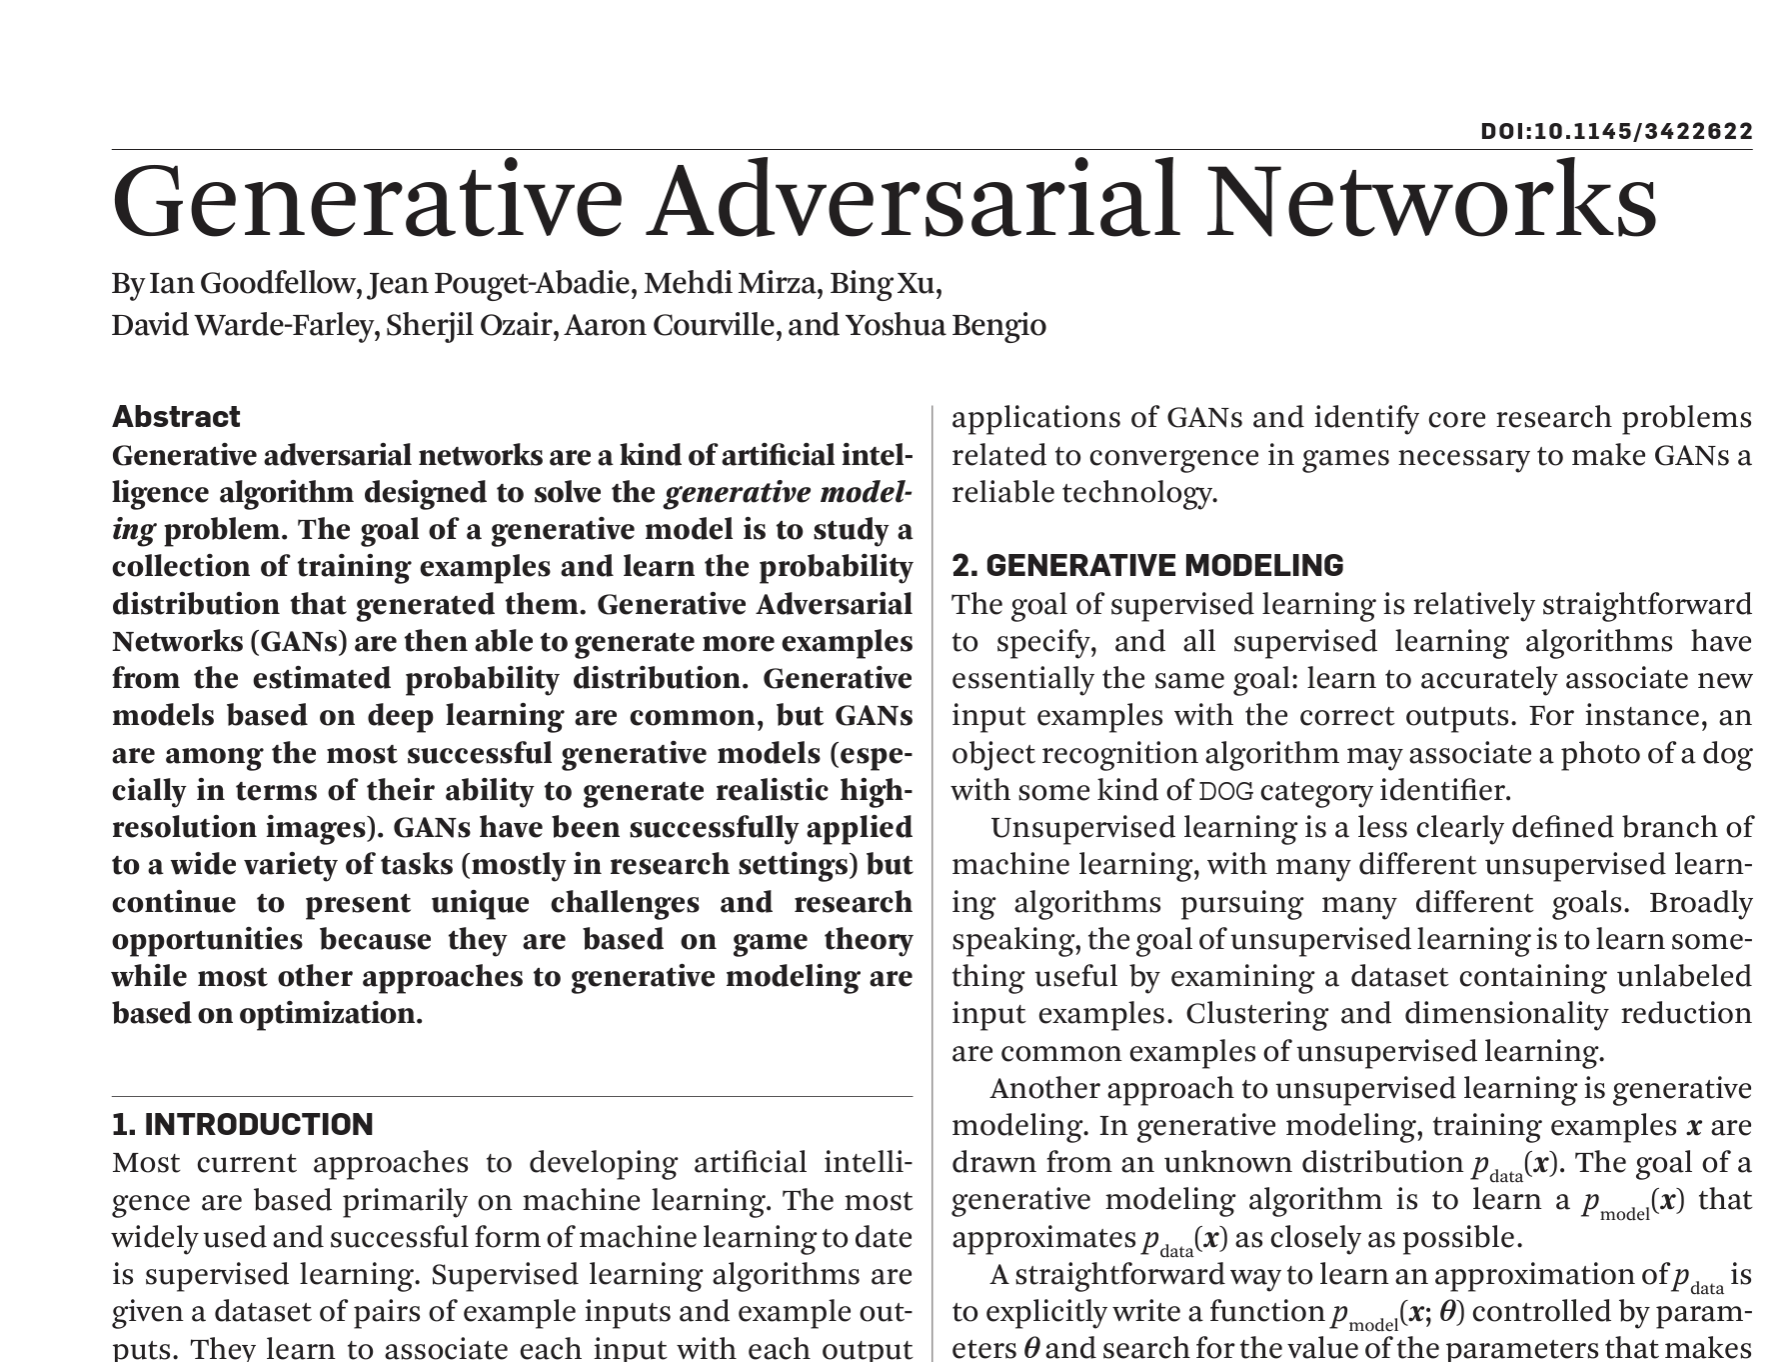 DOI:10.1145/3422622
Generative Adversarial Networks
By Ian Goodfellow, Jean Pouget-Abadie, Mehdi Mirza, Bing Xu,
David Warde-Farley, Sherjil Ozair, Aaron Courville, and Yoshua Bengio
Abstract
Generative adversarial networks are a kind of artificial intel-
ligence algorithm designed to solve the generative model-
ing problem. The goal of a generative model is to study a
collection of training examples and learn the probability
distribution that generated them. Generative Adversarial
Networks (GANs) are then able to generate more examples
from the estimated probability distribution. Generative
models based on deep learning are common, but GANs
are among the most successful generative models (espe-
cially in terms of their ability to generate realistic high-
resolution images). GANs have been successfully applied
to a wide variety of tasks (mostly in research settings) but
continue to present unique challenges and research
opportunities because they are based on game theory
while most other approaches to generative modeling are
based on optimization.
1. INTRODUCTION
Most current approaches to developing artificial intelli-
gence are based primarily on machine learning. The most
widely used and successful form of machine learning to date
is supervised learning. Supervised learning algorithms are
given a dataset of pairs of example inputs and example out-
puts. They learn to associate each input with each output
applications of GANs and identify core research problems
related to convergence in games necessary to make GANs a
reliable technology.
2. GENERATIVE MODELING
The goal of supervised learning is relatively straightforward
to specify, and all supervised learning algorithms have
essentially the same goal: learn to accurately associate new
input examples with the correct outputs. For instance, an
object recognition algorithm may associate a photo of a dog
with some kind of DOG category identifier.
Unsupervised learning is a less clearly defined branch of
machine learning, with many different unsupervised learn-
ing algorithms pursuing many different goals. Broadly
speaking, the goal of unsupervised learning is to learn some-
thing useful by examining a dataset containing unlabeled
input examples. Clustering and dimensionality reduction
are common examples of unsupervised learning.
Another approach to unsupervised learning is generative
modeling. In generative modeling, training examples x are
drawn from an unknown distribution p_data(x). The goal of a
generative modeling algorithm is to learn a p_model(x) that
approximates p_data(x) as closely as possible.
A straightforward way to learn an approximation of p_data is
to explicitly write a function p_model(x; θ) controlled by param-
eters θ and search for the value of the parameters that makes